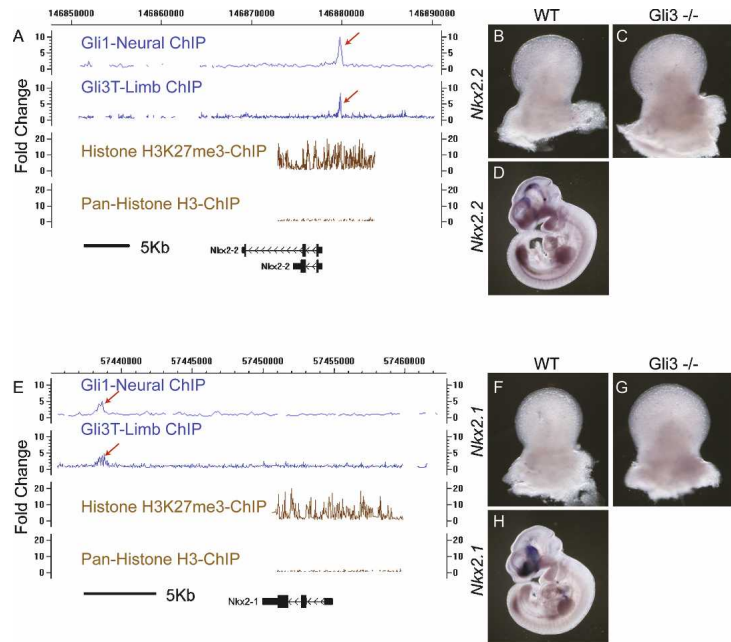 146850000 146860000 146870000 146880000 146890000
WT Gli3 -/-
A
Gli1-Neural ChIP
10
5
0
10
5
0
Gli3T-Limb ChIP
10
5
0
10
5
0
Fold Change
Histone H3K27me3-ChIP
20
10
0
20
10
0
Pan-Histone H3-ChIP
20
10
0
20
10
0
5Kb
Nkx2-2
Nkx2-2
B
C
Nkx2.2
D
Nkx2.2
57440000 57445000 57450000 57455000 57460000
WT Gli3 -/-
E
Gli1-Neural ChIP
10
5
0
10
5
0
Gli3T-Limb ChIP
10
5
0
10
5
0
Fold Change
Histone H3K27me3-ChIP
20
10
0
20
10
0
Pan-Histone H3-ChIP
20
10
0
20
10
0
5Kb
Nkx2-1
F
G
Nkx2.1
H
Nkx2.1